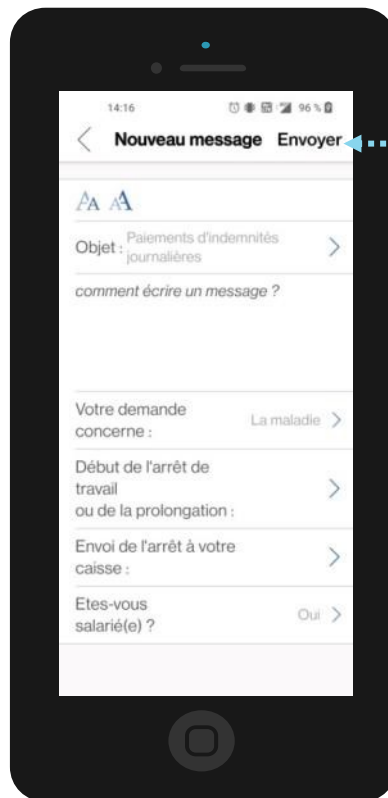 14:16 96 %
Nouveau message Envoyer
AA AA
Objet : Paiements d'indemnités
journalières
comment écrire un message ?
Votre demande
concerne : La maladie
Début de l'arrêt de
travail
ou de la prolongation :
Envoi de l'arrêt à votre
caisse :
Etes-vous
salarié(e) ? Oui